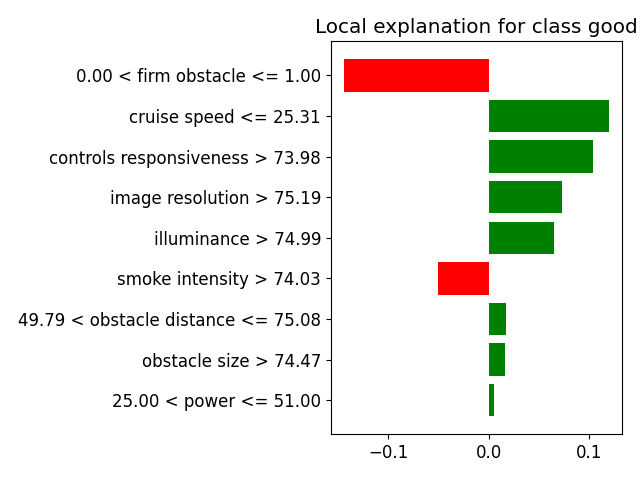 Local explanation for class good
0.00 < firm obstacle <= 1.00
cruise speed <= 25.31
controls responsiveness > 73.98
image resolution > 75.19
illuminance > 74.99
smoke intensity > 74.03
49.79 < obstacle distance <= 75.08
obstacle size > 74.47
25.00 < power <= 51.00
−0.1 0.0 0.1